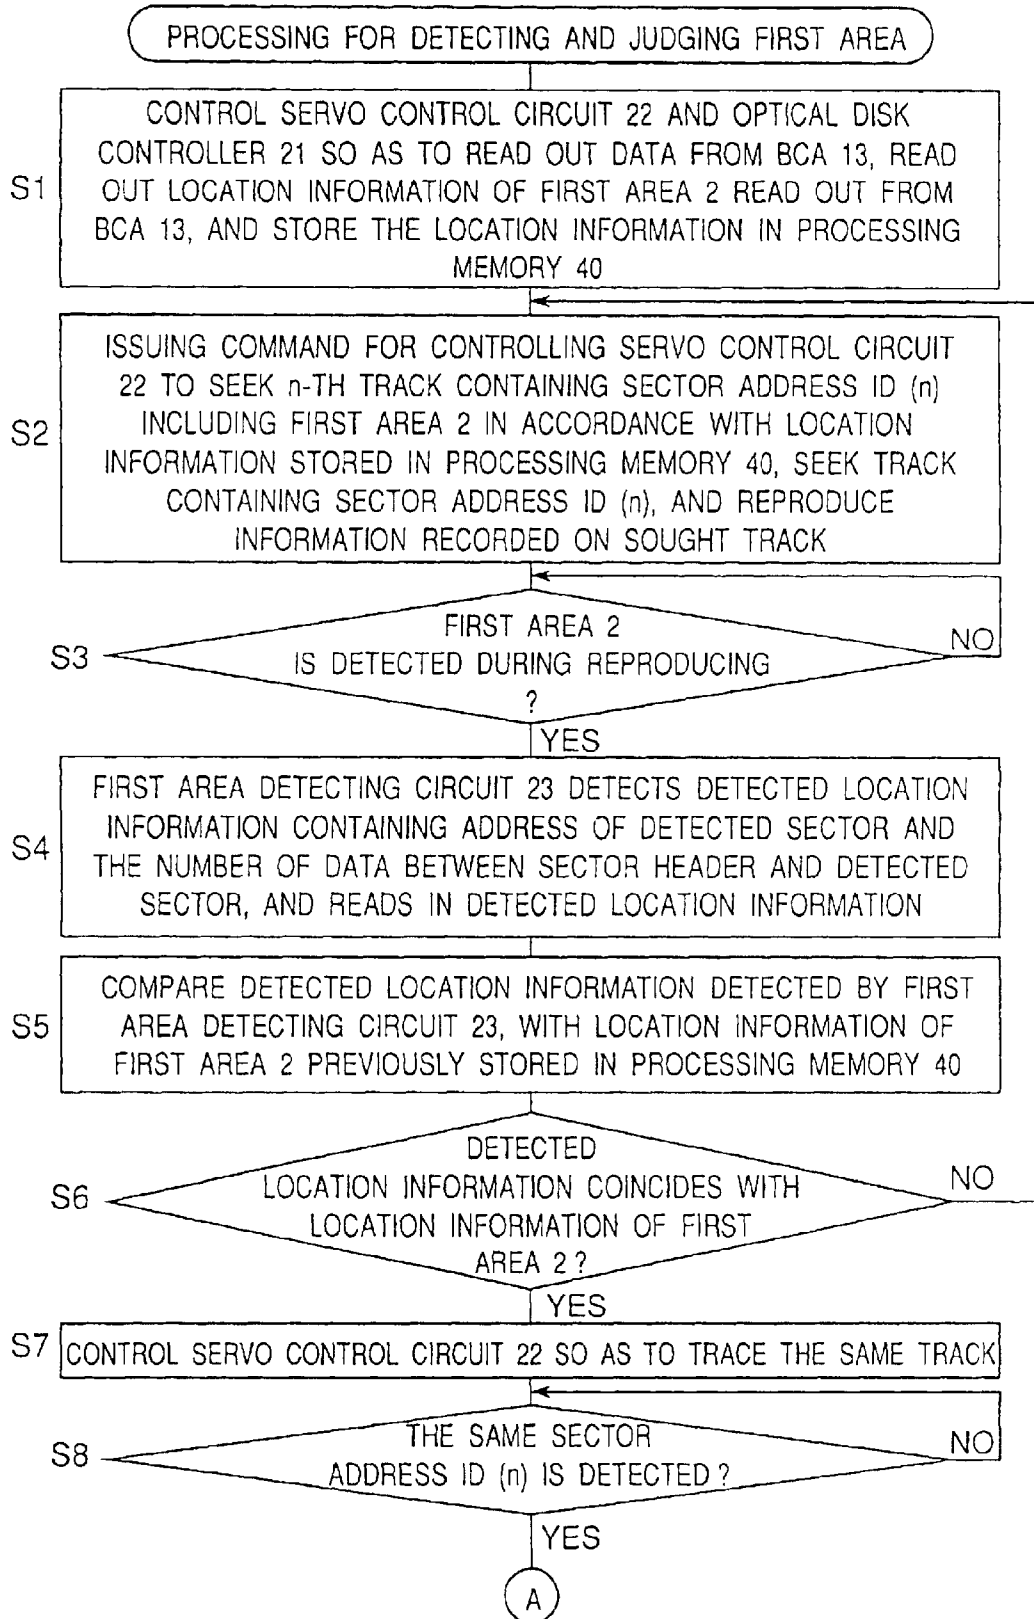 PROCESSING FOR DETECTING AND JUDGING FIRST AREA
S1
CONTROL SERVO CONTROL CIRCUIT 22 AND OPTICAL DISK
CONTROLLER 21 SO AS TO READ OUT DATA FROM BCA 13, READ
OUT LOCATION INFORMATION OF FIRST AREA 2 READ OUT FROM
BCA 13, AND STORE THE LOCATION INFORMATION IN PROCESSING
MEMORY 40
S2
ISSUING COMMAND FOR CONTROLLING SERVO CONTROL CIRCUIT
22 TO SEEK n-TH TRACK CONTAINING SECTOR ADDRESS ID (n)
INCLUDING FIRST AREA 2 IN ACCORDANCE WITH LOCATION
INFORMATION STORED IN PROCESSING MEMORY 40, SEEK TRACK
CONTAINING SECTOR ADDRESS ID (n), AND REPRODUCE
INFORMATION RECORDED ON SOUGHT TRACK
S3
FIRST AREA 2
IS DETECTED DURING REPRODUCING
?
NO
YES
S4
FIRST AREA DETECTING CIRCUIT 23 DETECTS DETECTED LOCATION
INFORMATION CONTAINING ADDRESS OF DETECTED SECTOR AND
THE NUMBER OF DATA BETWEEN SECTOR HEADER AND DETECTED
SECTOR, AND READS IN DETECTED LOCATION INFORMATION
S5
COMPARE DETECTED LOCATION INFORMATION DETECTED BY FIRST
AREA DETECTING CIRCUIT 23, WITH LOCATION INFORMATION OF
FIRST AREA 2 PREVIOUSLY STORED IN PROCESSING MEMORY 40
S6
DETECTED
LOCATION INFORMATION COINCIDES WITH
LOCATION INFORMATION OF FIRST
AREA 2 ?
NO
YES
S7
CONTROL SERVO CONTROL CIRCUIT 22 SO AS TO TRACE THE SAME TRACK
S8
THE SAME SECTOR
ADDRESS ID (n) IS DETECTED ?
NO
YES
A